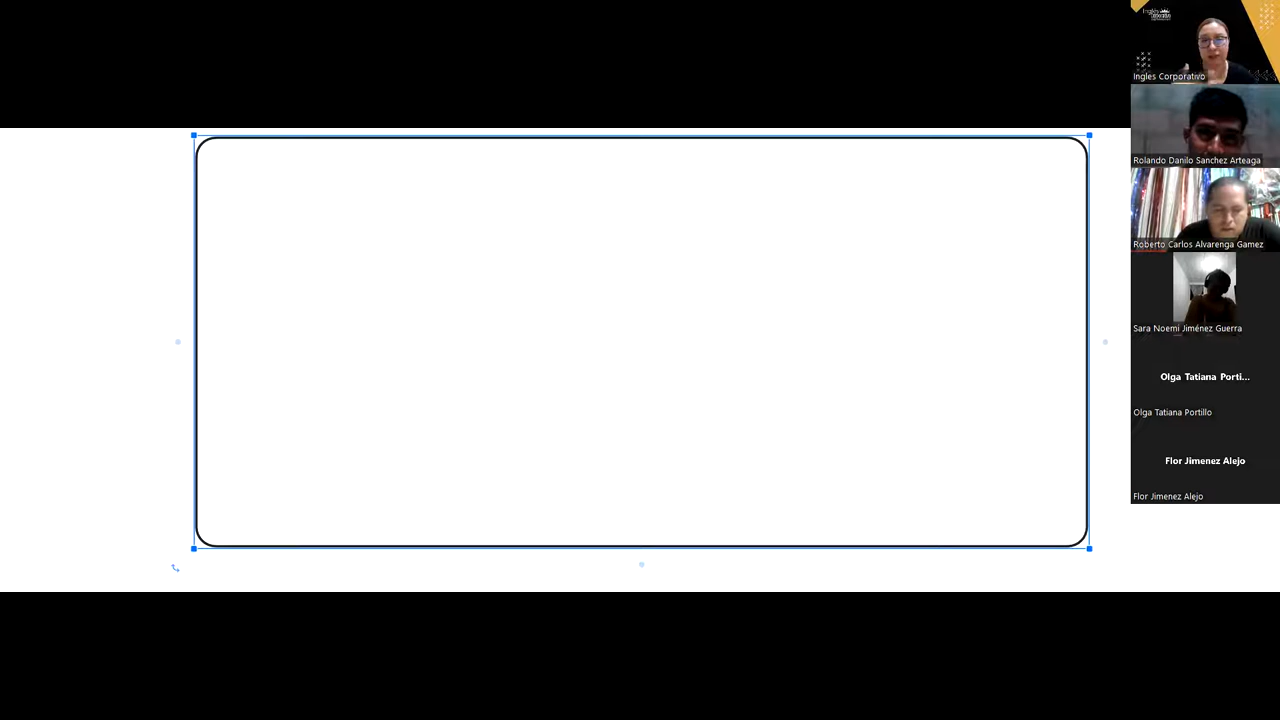 Ingles Corporativo
Rolando Danilo Sanchez Arteaga
Roberto Carlos Alvarenga Gamez
Sara Noemi Jiménez Guerra
Olga Tatiana Porti...
Olga Tatiana Portillo
Flor Jimenez Alejo
Flor Jimenez Alejo